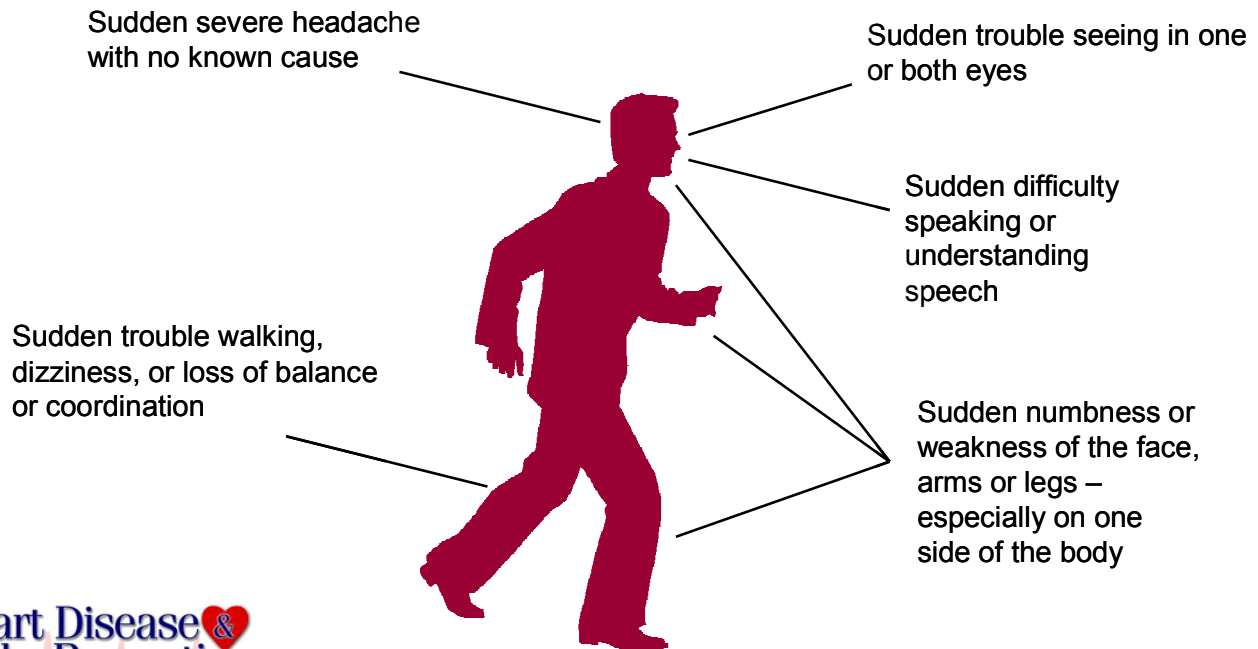 Sudden severe headache
with no known cause
Sudden trouble seeing in one
or both eyes
Sudden difficulty
speaking or
understanding
speech
Sudden trouble walking,
dizziness, or loss of balance
or coordination
Sudden numbness or
weakness of the face,
arms or legs –
especially on one
side of the body
art Disease &